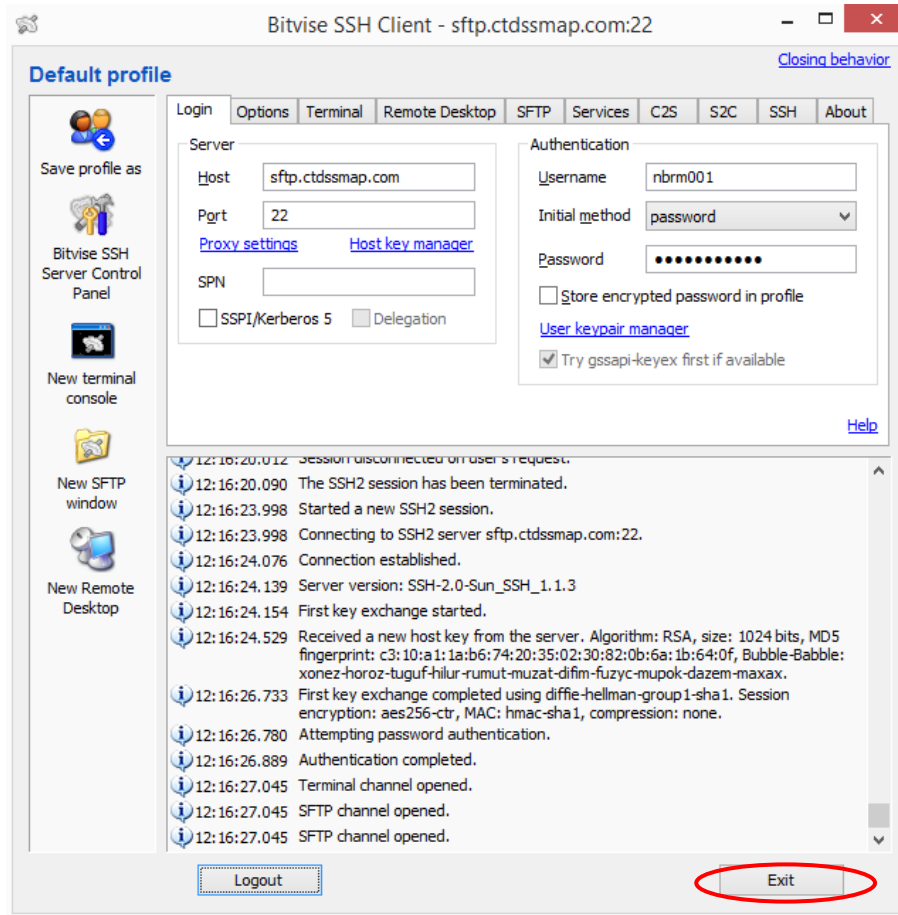 Bitvise SSH Client - sftp.ctdssmap.com:22
Closing behavior
Default profile
Save profile as
Bitvise SSH
Server Control
Panel
New terminal
console
New SFTP
window
New Remote
Desktop
Login Options Terminal Remote Desktop SFTP Services C2S S2C SSH About
Server
Host sftp.ctdssmap.com
Port 22
Proxy settings Host key manager
SPN
SSPI/Kerberos 5 Delegation
Authentication
Username nbrm001
Initial method password
Password ●●●●●●●●●●●
Store encrypted password in profile
User keypair manager
Try gssapi-keyex first if available
Help
12:16:20.012 Session disconnected on user's request.
12:16:20.090 The SSH2 session has been terminated.
12:16:23.998 Started a new SSH2 session.
12:16:23.998 Connecting to SSH2 server sftp.ctdssmap.com:22.
12:16:24.076 Connection established.
12:16:24.139 Server version: SSH-2.0-Sun_SSH_1.1.3
12:16:24.154 First key exchange started.
12:16:24.529 Received a new host key from the server. Algorithm: RSA, size: 1024 bits, MD5
fingerprint: c3:10:a1:1a:b6:74:20:35:02:30:82:0b:6a:1b:64:0f, Bubble-Babble:
xonez-horoz-tuguf-hilur-rumut-muzat-difim-fuzyc-mupok-dazem-maxax.
12:16:26.733 First key exchange completed using diffie-hellman-group1-sha1. Session
encryption: aes256-ctr, MAC: hmac-sha1, compression: none.
12:16:26.780 Attempting password authentication.
12:16:26.889 Authentication completed.
12:16:27.045 Terminal channel opened.
12:16:27.045 SFTP channel opened.
12:16:27.045 SFTP channel opened.
Logout Exit